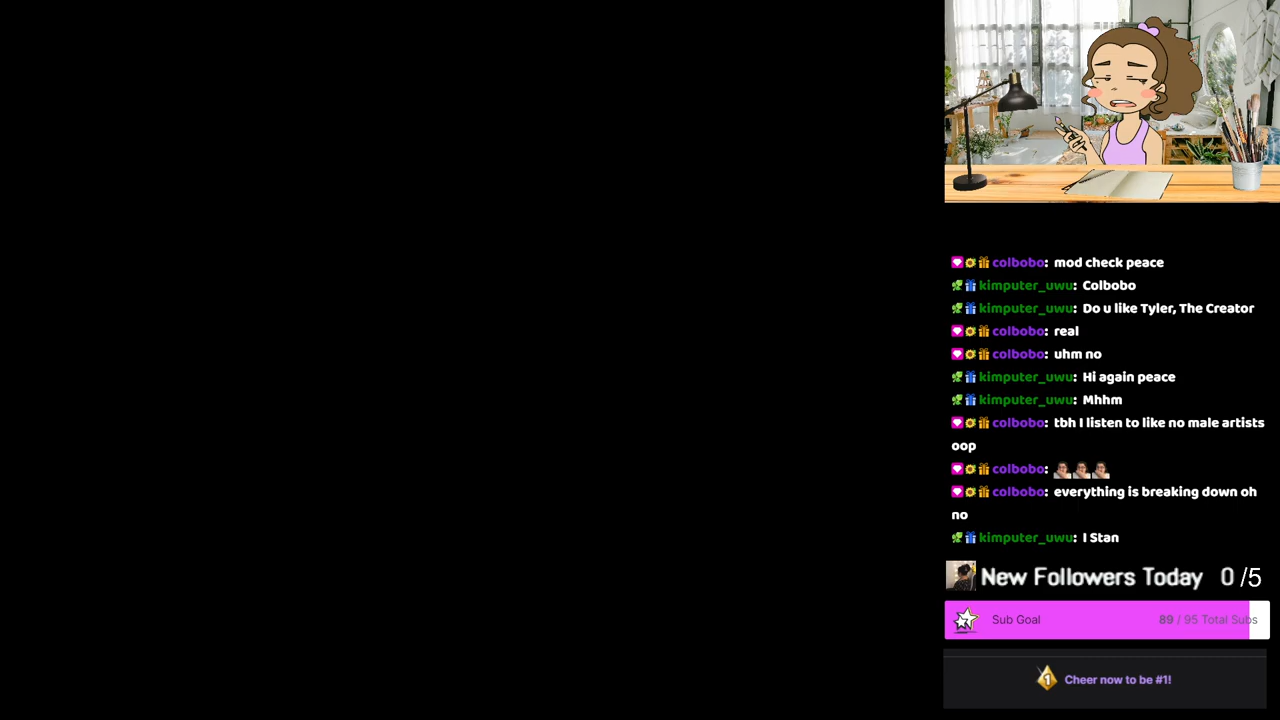 colbobo: mod check peace
kimputer_uwu: Colbobo
kimputer_uwu: Do u like Tyler, The Creator
colbobo: real
colbobo: uhm no
kimputer_uwu: Hi again peace
kimputer_uwu: Mhhm
colbobo: tbh I listen to like no male artists
oop
colbobo:
colbobo: everything is breaking down oh
no
kimputer_uwu: I Stan
New Followers Today 0 /5
Sub Goal 89 / 95 Total Subs
1 Cheer now to be #1!